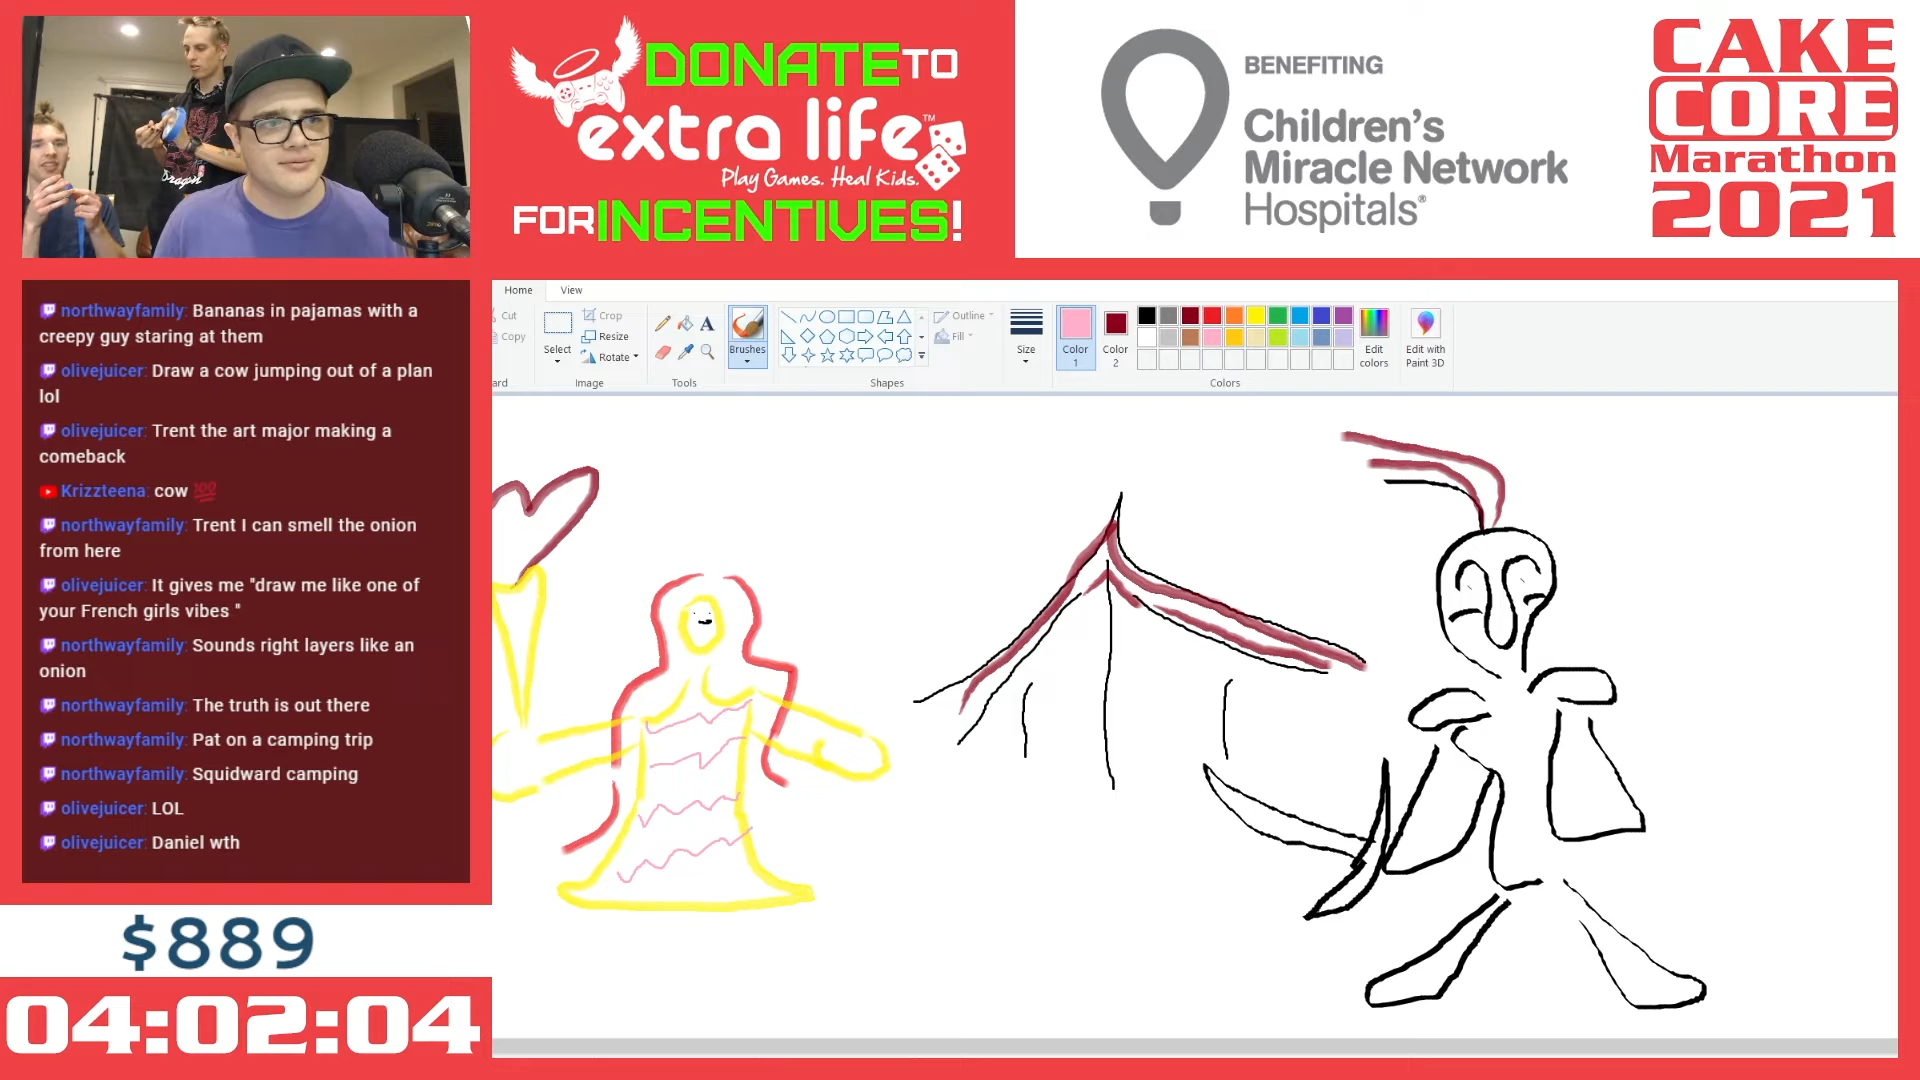 DONATE TO
extra life™
Play Games. Heal Kids.
FOR INCENTIVES!
BENEFITING
Children's
Miracle Network
Hospitals®
CAKE
CORE
Marathon
2021
northwayfamily: Bananas in pajamas with a
creepy guy staring at them
olivejuicer: Draw a cow jumping out of a plan
lol
olivejuicer: Trent the art major making a
comeback
Krizzteena: cow 💯
northwayfamily: Trent I can smell the onion
from here
olivejuicer: It gives me "draw me like one of
your French girls vibes "
northwayfamily: Sounds right layers like an
onion
northwayfamily: The truth is out there
northwayfamily: Pat on a camping trip
northwayfamily: Squidward camping
olivejuicer: LOL
olivejuicer: Daniel wth
$889
04:02:04
Home View
Cut
Copy
ard
Select
Crop
Resize
Rotate
Image
A
Tools
Brushes
Outline
Fill
Shapes
Size
Color
1
Color
2
Edit
colors
Edit with
Paint 3D
Colors